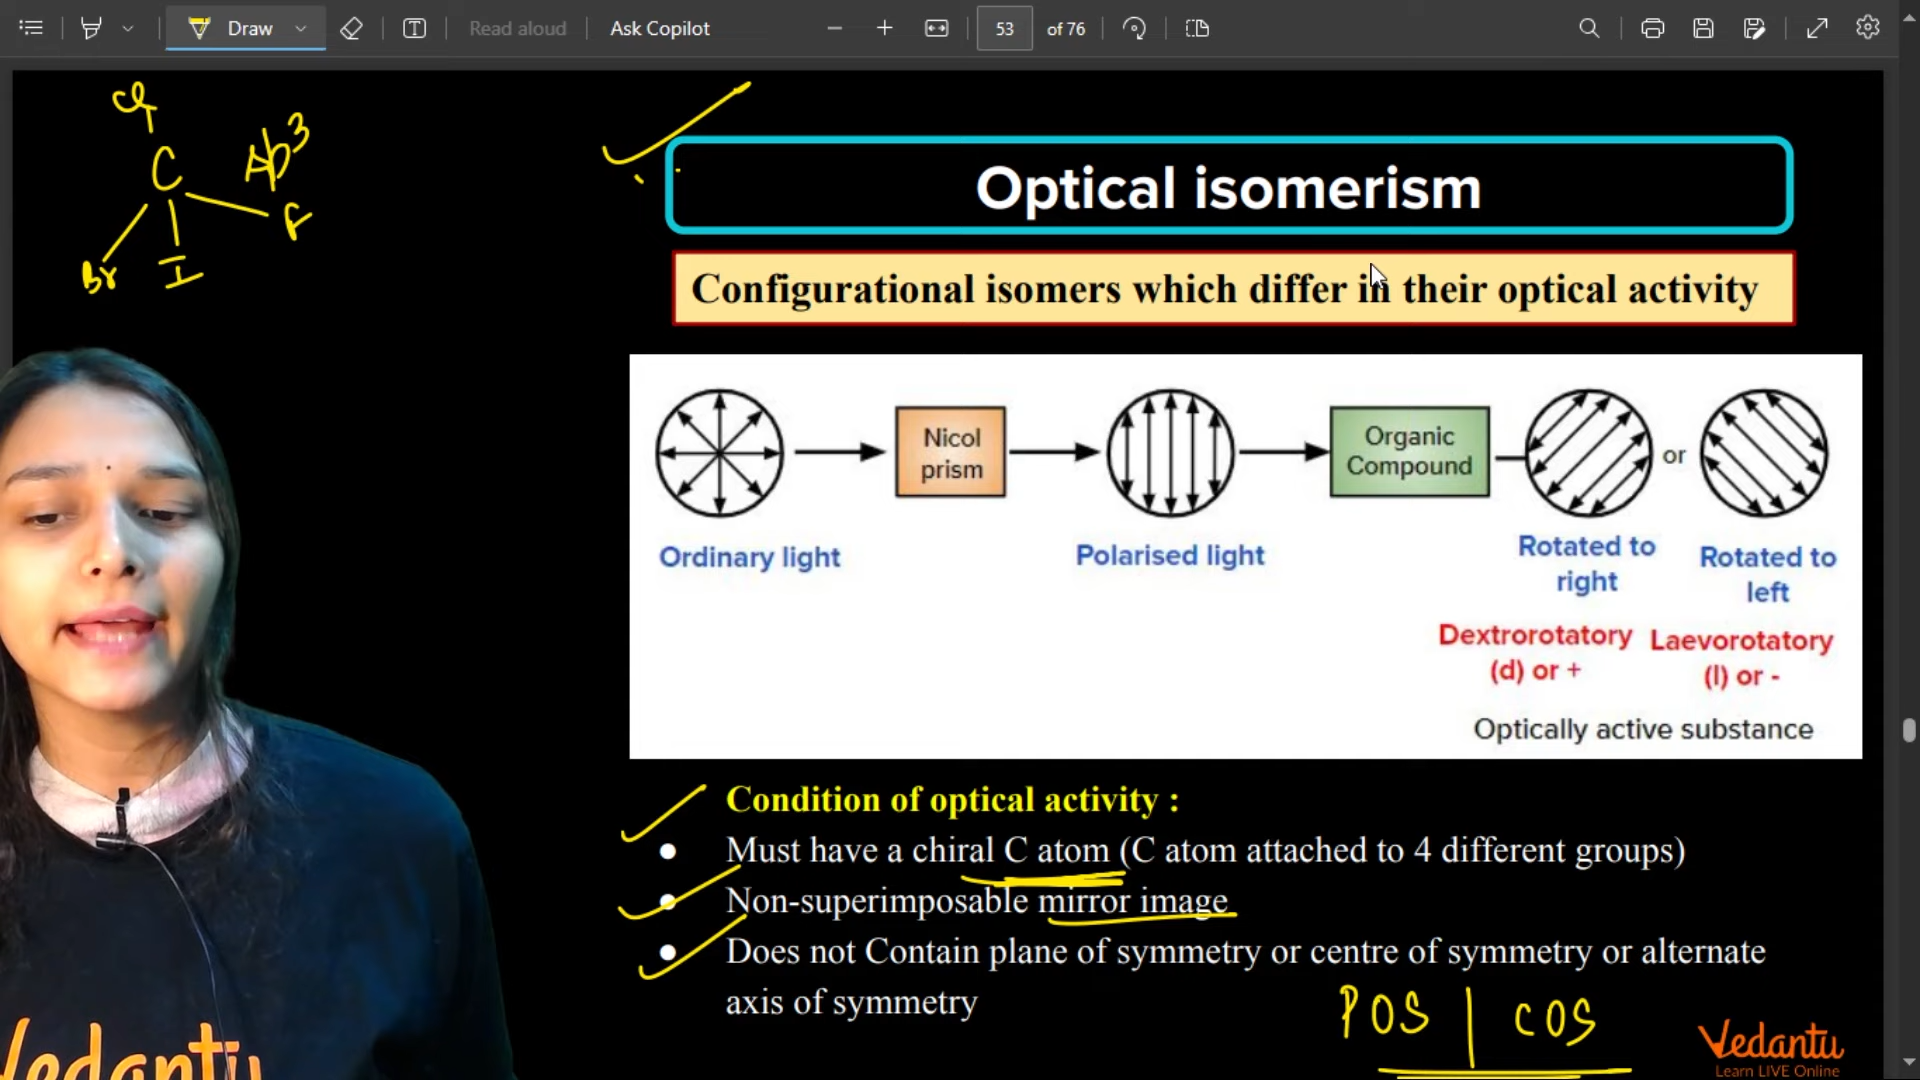 Draw
Read aloud
Ask Copilot
53
of 76
Cl
C
Br
I
F
Optical isomerism
Configurational isomers which differ in their optical activity
Nicol
prism
Organic
Compound
or
Ordinary light
Polarised light
Rotated to
right
Rotated to
left
Dextrorotatory
(d) or +
Laevorotatory
(l) or -
Optically active substance
Condition of optical activity :
● Must have a chiral C atom (C atom attached to 4 different groups)
● Non-superimposable mirror image
● Does not Contain plane of symmetry or centre of symmetry or alternate
axis of symmetry
POS | COS
Vedantu
Learn LIVE Online
Vedantu